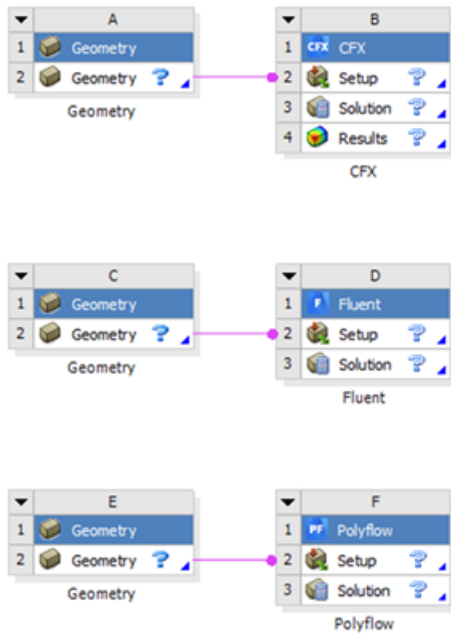 A
1 Geometry
2 Geometry ?
Geometry
B
1 CFX CFX
2 Setup ?
3 Solution ?
4 Results ?
CFX
C
1 Geometry
2 Geometry ?
Geometry
D
1 F Fluent
2 Setup ?
3 Solution ?
Fluent
E
1 Geometry
2 Geometry ?
Geometry
F
1 PF Polyflow
2 Setup ?
3 Solution ?
Polyflow